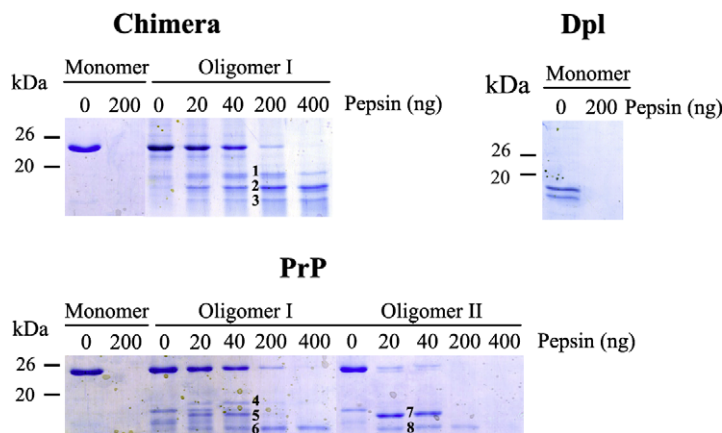 Chimera
kDa
Monomer Oligomer I
0 200 0 20 40 200 400 Pepsin (ng)
26
20
1
2
3
Dpl
kDa
Monomer
0 200 Pepsin (ng)
26
20
PrP
kDa
Monomer Oligomer I Oligomer II
0 200 0 20 40 200 400 0 20 40 200 400 Pepsin (ng)
26
20
4
5 7
6 8